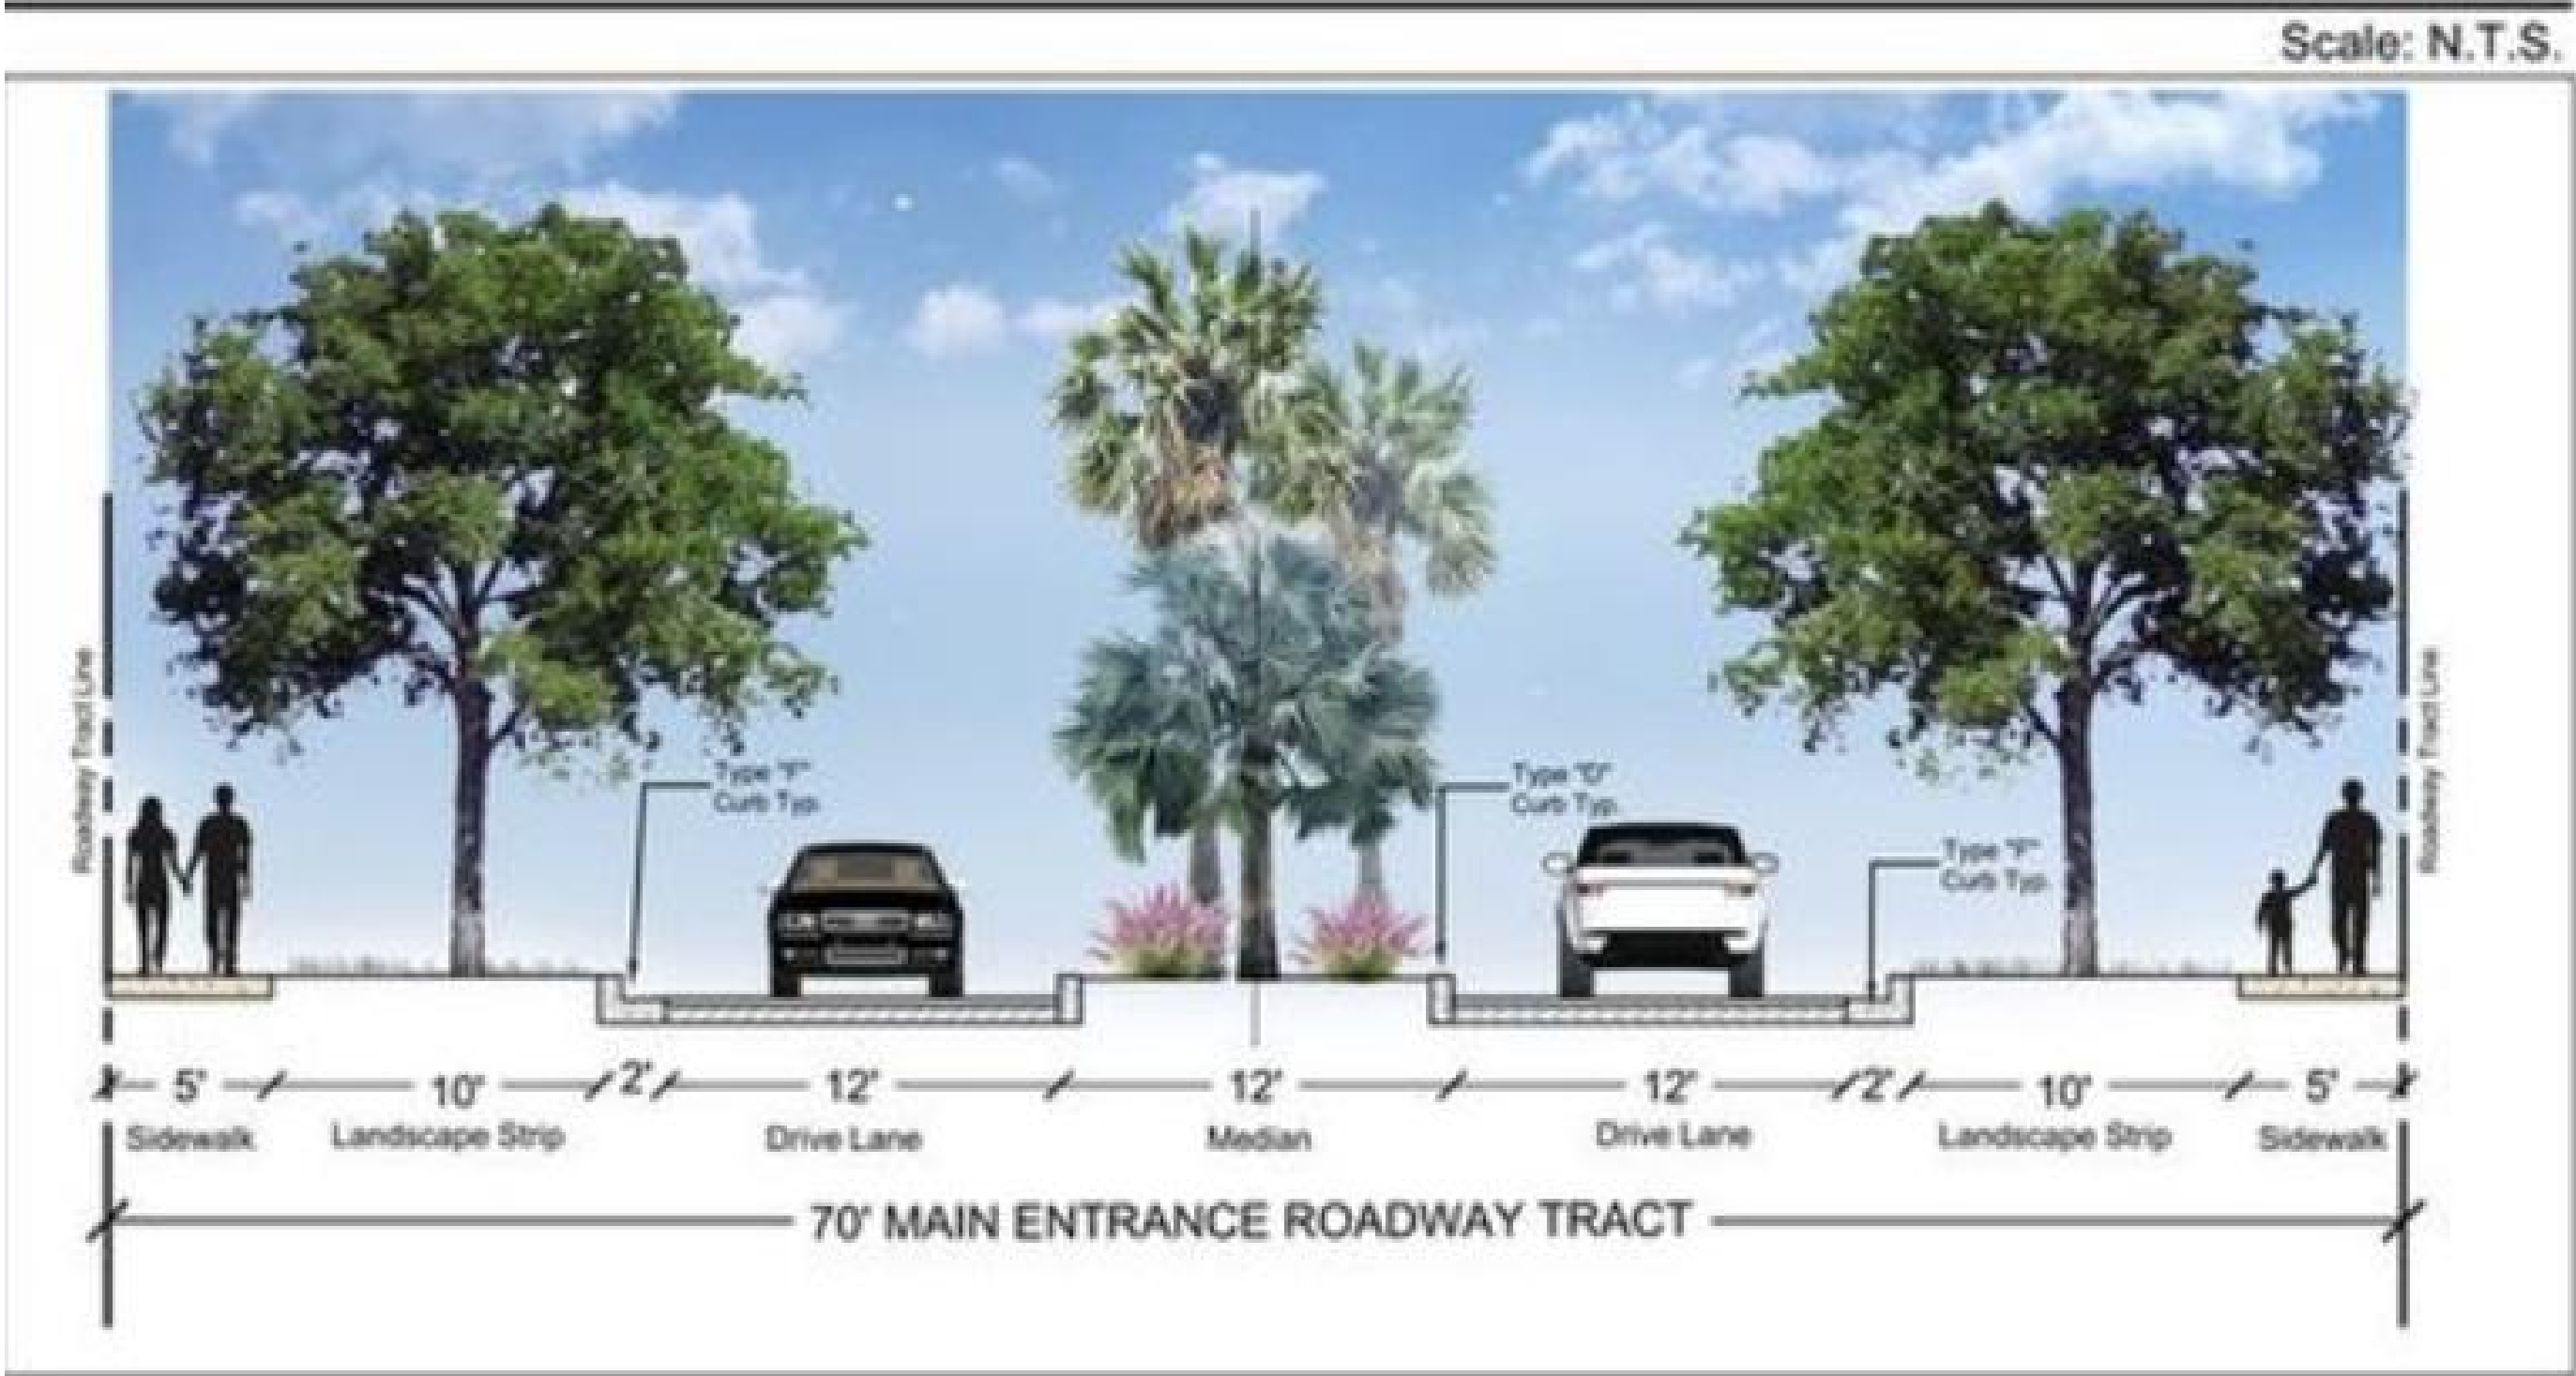 Scale: N.T.S.
Roadway Tract Line
Roadway Tract Line
Type "F"
Curb Typ.
Type "D"
Curb Typ.
Type "F"
Curb Typ.
5' 10' 2' 12' 12' 12' 2' 10' 5'
Sidewalk Landscape Strip Drive Lane Median Drive Lane Landscape Strip Sidewalk
70' MAIN ENTRANCE ROADWAY TRACT